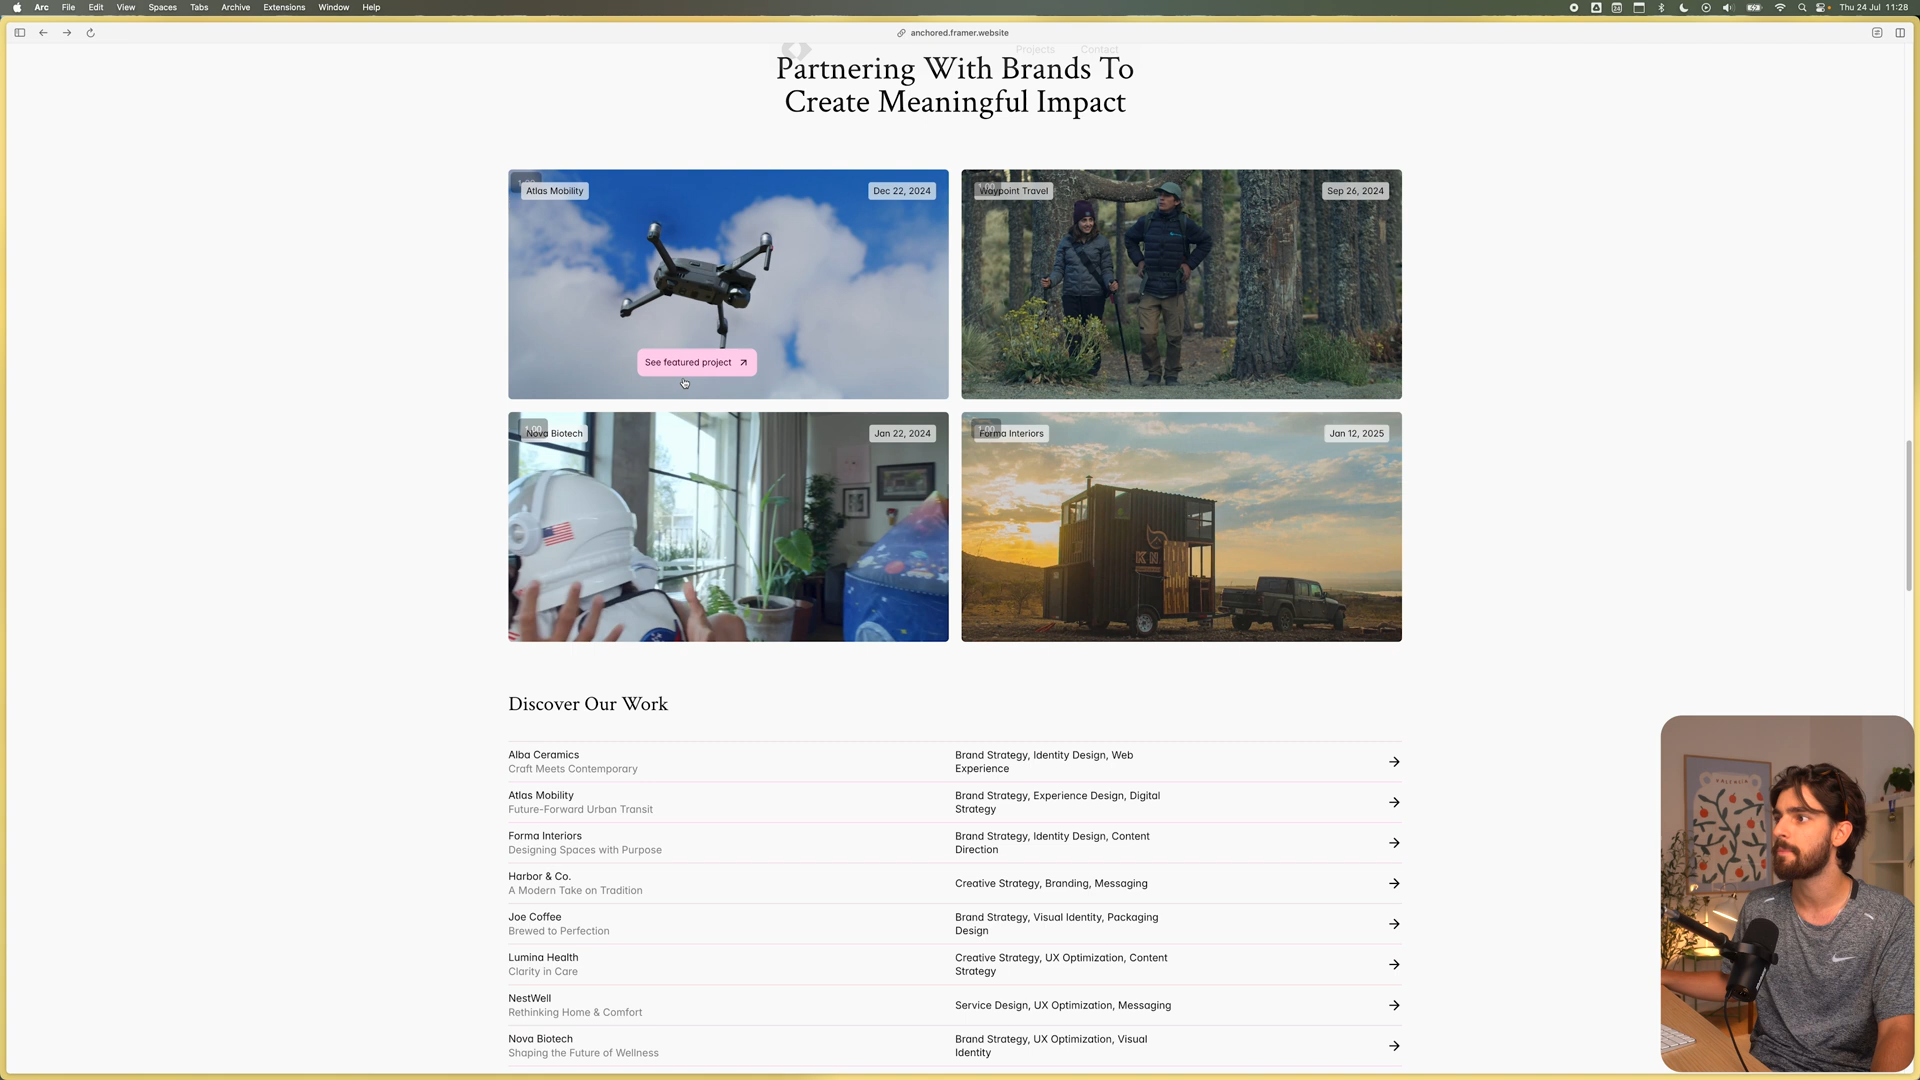 Arc File Edit View Spaces Tabs Archive Extensions Window Help
Thu 24 Jul 11:28
anchored.framer.website
Projects Contact
Partnering With Brands To
Create Meaningful Impact
Atlas Mobility
Dec 22, 2024
See featured project
Waypoint Travel
Sep 26, 2024
1.00
Nova Biotech
Jan 22, 2024
1.00
Forma Interiors
Jan 12, 2025
Discover Our Work
Alba Ceramics
Craft Meets Contemporary
Brand Strategy, Identity Design, Web
Experience
Atlas Mobility
Future-Forward Urban Transit
Brand Strategy, Experience Design, Digital
Strategy
Forma Interiors
Designing Spaces with Purpose
Brand Strategy, Identity Design, Content
Direction
Harbor & Co.
A Modern Take on Tradition
Creative Strategy, Branding, Messaging
Joe Coffee
Brewed to Perfection
Brand Strategy, Visual Identity, Packaging
Design
Lumina Health
Clarity in Care
Creative Strategy, UX Optimization, Content
Strategy
NestWell
Rethinking Home & Comfort
Service Design, UX Optimization, Messaging
Nova Biotech
Shaping the Future of Wellness
Brand Strategy, UX Optimization, Visual
Identity